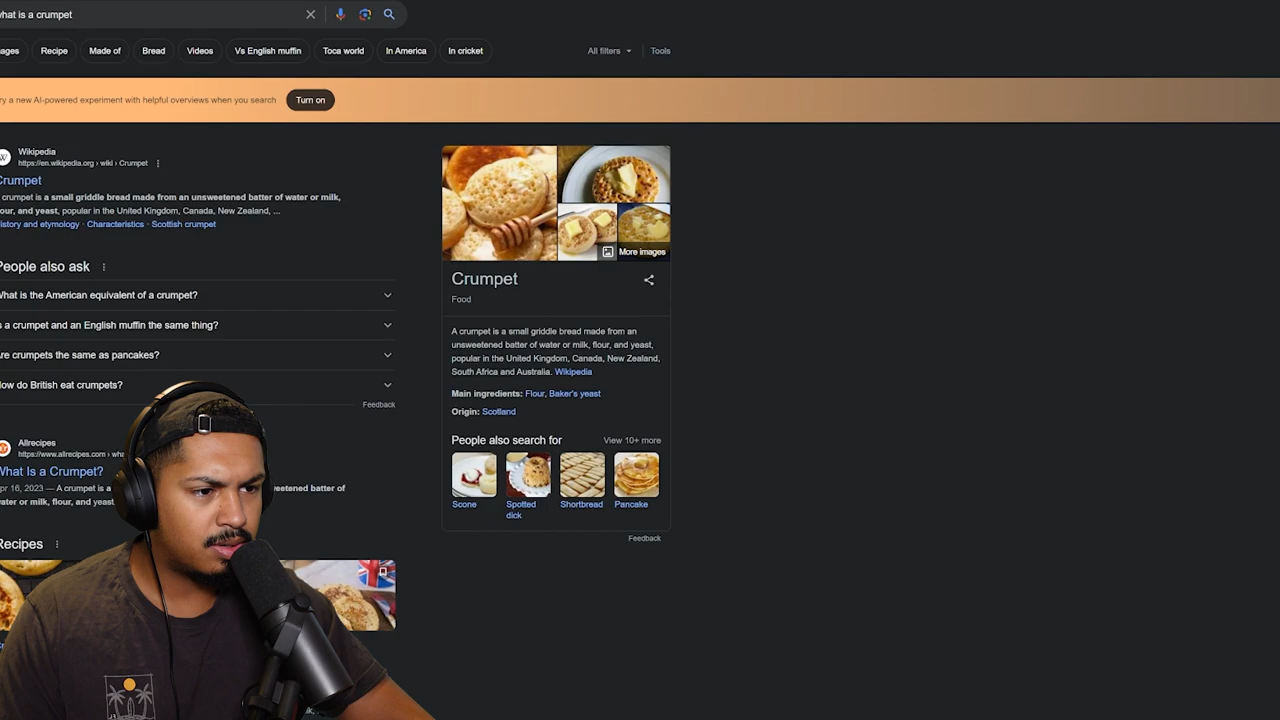 what is a crumpet
ages
Recipe
Made of
Bread
Videos
Vs English muffin
Toca world
In America
In cricket
All filters
Tools
ry a new AI-powered experiment with helpful overviews when you search
Turn on
Wikipedia
https://en.wikipedia.org › wiki › Crumpet
Crumpet
crumpet is a small griddle bread made from an unsweetened batter of water or milk,
our, and yeast, popular in the United Kingdom, Canada, New Zealand, ...
istory and etymology · Characteristics · Scottish crumpet
People also ask
What is the American equivalent of a crumpet?
s a crumpet and an English muffin the same thing?
Are crumpets the same as pancakes?
How do British eat crumpets?
Feedback
Allrecipes
https://www.allrecipes.com › wha
What Is a Crumpet?
pr 16, 2023 — A crumpet is a
weetened batter of
water or milk, flour, and yeast
Recipes
More images
Crumpet
Food
A crumpet is a small griddle bread made from an
unsweetened batter of water or milk, flour, and yeast,
popular in the United Kingdom, Canada, New Zealand,
South Africa and Australia. Wikipedia
Main ingredients: Flour, Baker's yeast
Origin: Scotland
People also search for
View 10+ more
Scone
Spotted
dick
Shortbread
Pancake
Feedback